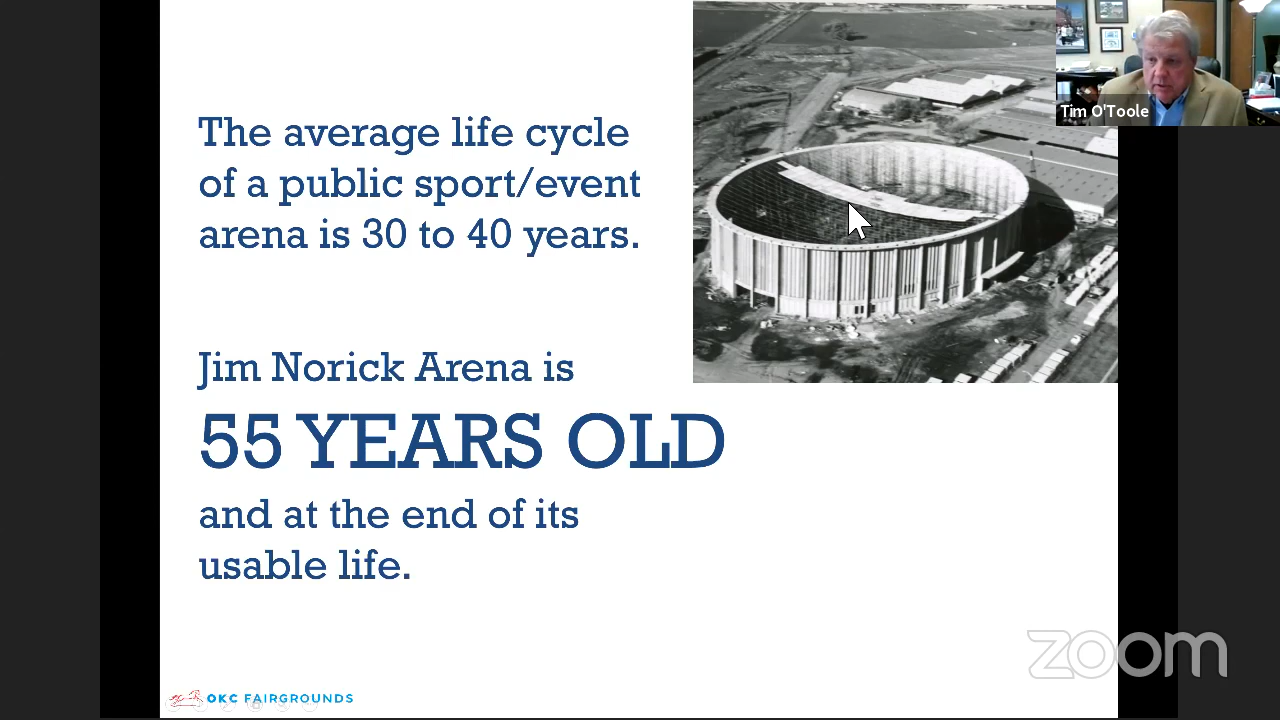 The average life cycle
of a public sport/event
arena is 30 to 40 years.
Jim Norick Arena is
55 YEARS OLD
and at the end of its
usable life.
OKC FAIRGROUNDS
Tim O'Toole
zoom